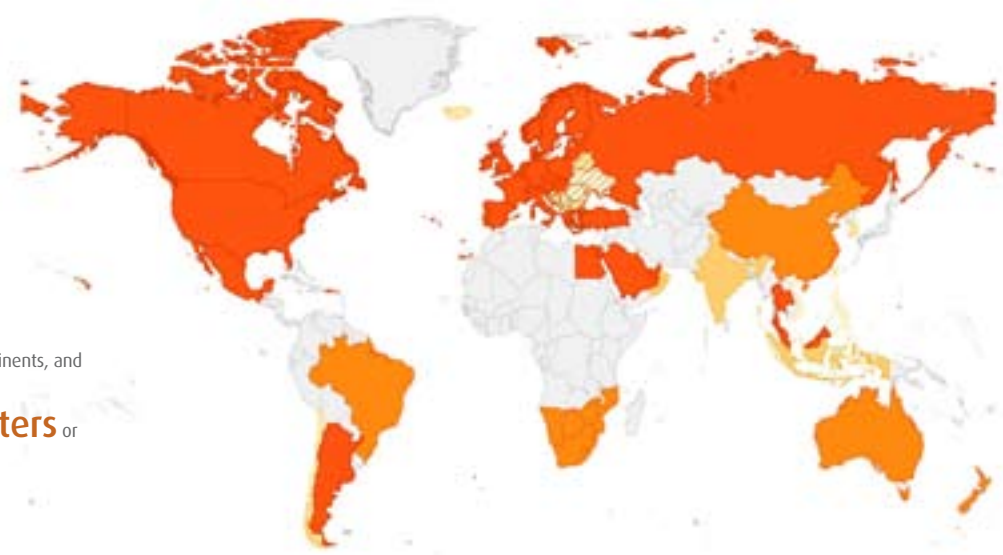 inents, and
ters or